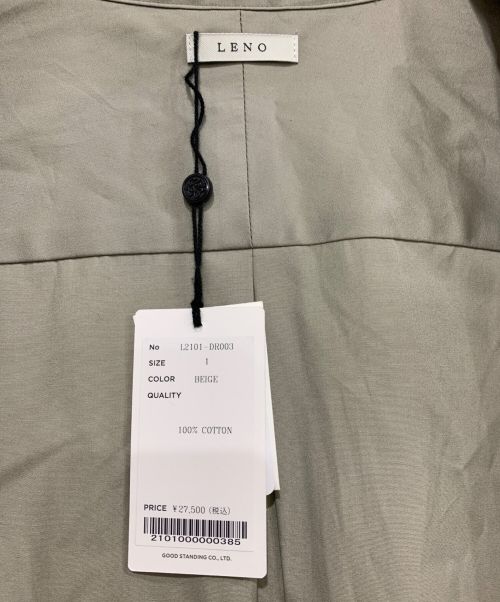 LENO
No L2101-DR003
SIZE 1
COLOR BEIGE
QUALITY
100% COTTON
PRICE ¥27,500 (税込)
2101000000385
GOOD STANDING CO., LTD.